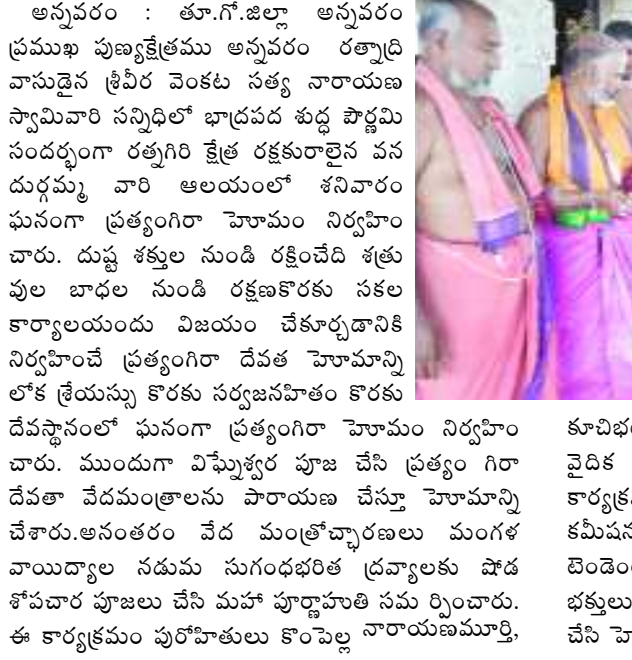 అన్నవరం : తూ.గో.జిల్లా అన్నవరం
ప్రముఖ పుణ్యక్షేత్రము అన్నవరం రత్నాద్రి
వాసుడైన శ్రీవీర వెంకట సత్య నారాయణ
స్వామివారి సన్నిధిలో భాద్రపద శుద్ధ పౌర్ణమి
సందర్భంగా రత్నగిరి క్షేత్ర రక్షకురాలైన వన
దుర్గమ్మ వారి ఆలయంలో శనివారం
ఘనంగా ప్రత్యంగిరా హెూమం నిర్వహిం
చారు. దుష్ట శక్తుల నుండి రక్షించేది శత్రు
వుల బాధల నుండి రక్షణకొరకు సకల
కార్యాలయందు విజయం చేకూర్చడానికి
నిర్వహించే ప్రత్యంగిరా దేవత హెూమాన్ని
లోక శ్రేయస్సు కొరకు సర్వజనహితం కొరకు
దేవస్థానంలో ఘనంగా ప్రత్యంగిరా హెూమం నిర్వహిం
చారు. ముందుగా విఘ్నేశ్వర పూజ చేసి ప్రత్యం గిరా
దేవతా వేదమంత్రాలను పారాయణ చేస్తూ హెూమాన్ని
చేశారు.అనంతరం వేద మంత్రోచ్ఛారణలు మంగళ
వాయిద్యాల నడుమ సుగంధభరిత ద్రవ్యాలకు షోడ
శోపచార పూజలు చేసి మహా పూర్ణాహుతి సమ ర్పించారు.
ఈ కార్యక్రమం పురోహితులు కొంపెల్ల నారాయణమూర్తి,
వైదిక
భక్తులు
చేసి